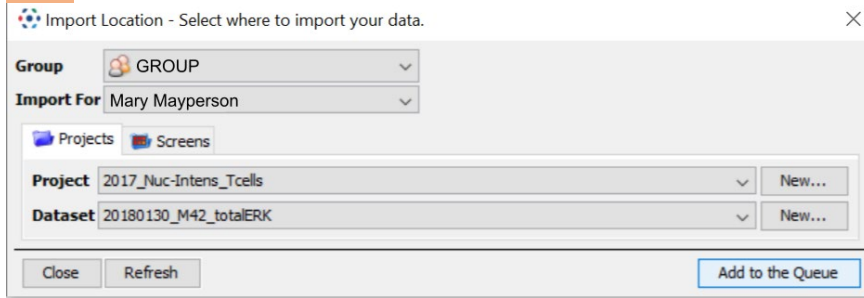 Import Location - Select where to import your data.
Group GROUP
Import For Mary Mayperson
Projects Screens
Project 2017_Nuc-Intens_Tcells New...
Dataset 20180130_M42_totalERK New...
Close Refresh Add to the Queue